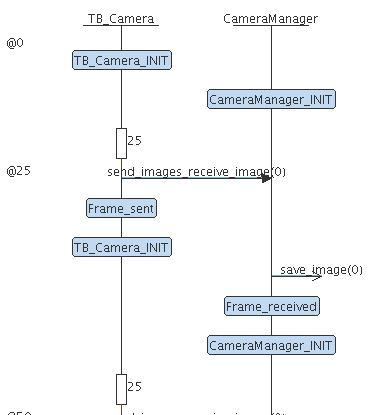 TB_Camera
CameraManager
@0
TB_Camera_INIT
CameraManager_INIT
25
@25
send_images_receive_image(0)
Frame_sent
TB_Camera_INIT
save_image(0)
Frame_received
CameraManager_INIT
25